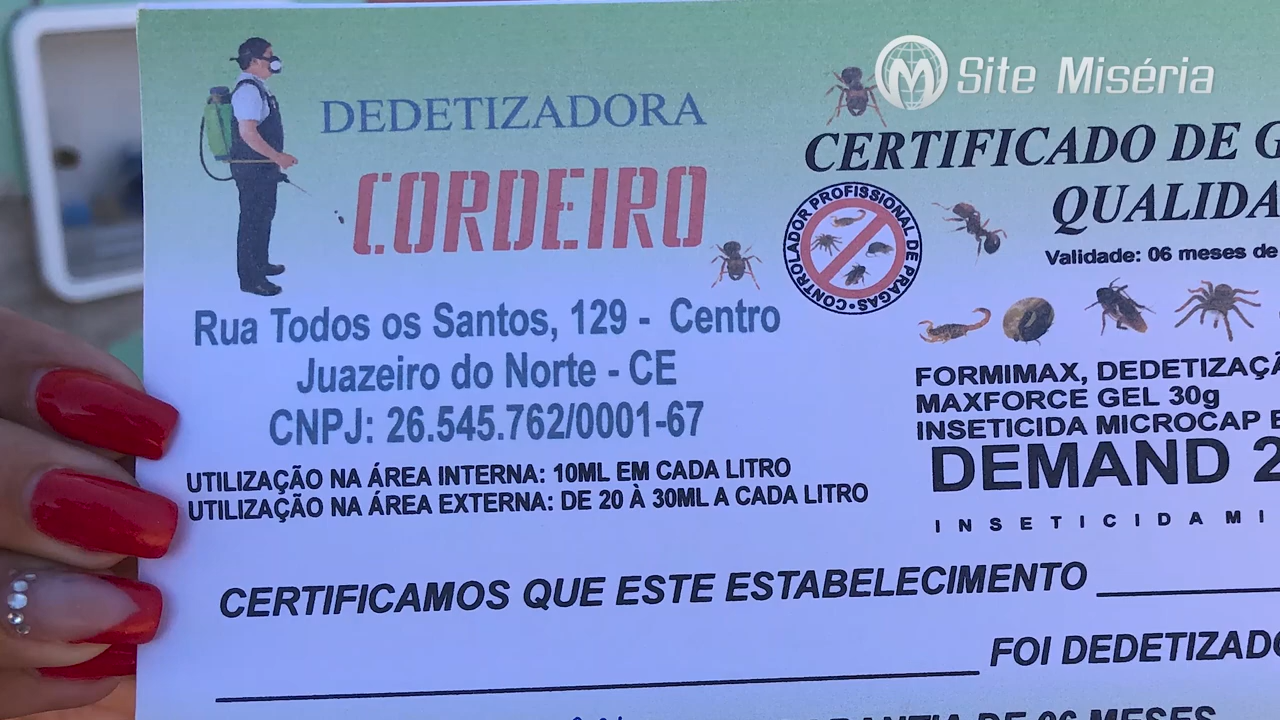 Site Miséria
DEDETIZADORA
CORDEIRO
Rua Todos os Santos, 129 - Centro
Juazeiro do Norte - CE
CNPJ: 26.545.762/0001-67
UTILIZAÇÃO NA ÁREA INTERNA: 10ML EM CADA LITRO
UTILIZAÇÃO NA ÁREA EXTERNA: DE 20 À 30ML A CADA LITRO
CERTIFICADO DE G
QUALIDA
CONTROLADOR PROFISSIONAL DE PRAGAS
Validade: 06 meses de
FORMIMAX, DEDETIZAÇÃ
MAXFORCE GEL 30g
INSETICIDA MICROCAP E
DEMAND 2
INSETICIDA MI
CERTIFICAMOS QUE ESTE ESTABELECIMENTO
FOI DEDETIZADO
DE 06 MESES